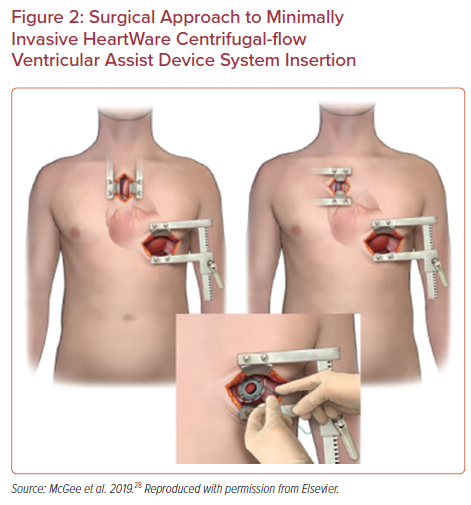 Figure 2: Surgical Approach to Minimally
Invasive HeartWare Centrifugal-flow
Ventricular Assist Device System Insertion
Source: McGee et al. 2019.²⁸ Reproduced with permission from Elsevier.